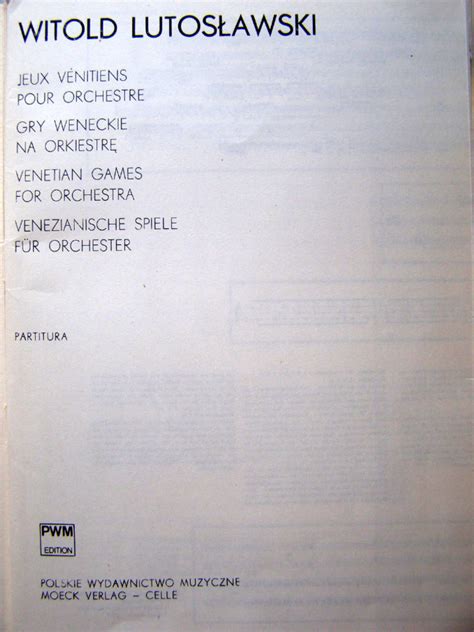 WITOLD LUTOSŁAWSKI
JEUX VÉNITIENS
POUR ORCHESTRE
GRY WENECKIE
NA ORKIESTRĘ
VENETIAN GAMES
FOR ORCHESTRA
VENEZIANISCHE SPIELE
FÜR ORCHESTER
PARTITURA
PWM
EDITION
POLSKIE WYDAWNICTWO MUZYCZNE
MOECK VERLAG – CELLE